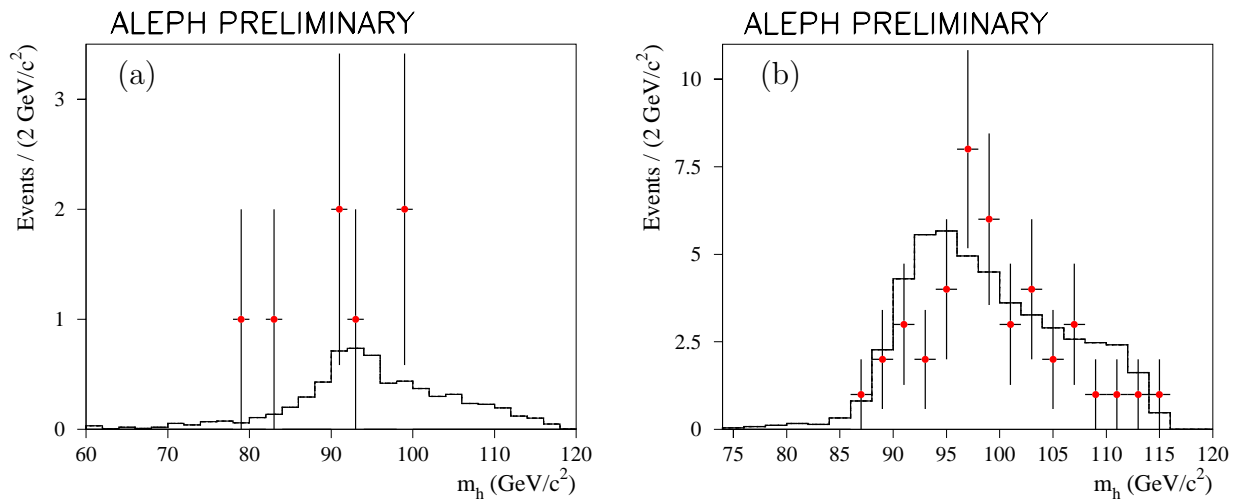 ALEPH PRELIMINARY
(a)
Events / (2 GeV/c²)
3
2
1
0
60 70 80 90 100 110 120
m_h (GeV/c²)
ALEPH PRELIMINARY
(b)
Events / (2 GeV/c²)
10
7.5
5
2.5
0
75 80 85 90 95 100 105 110 115 120
m_h (GeV/c²)